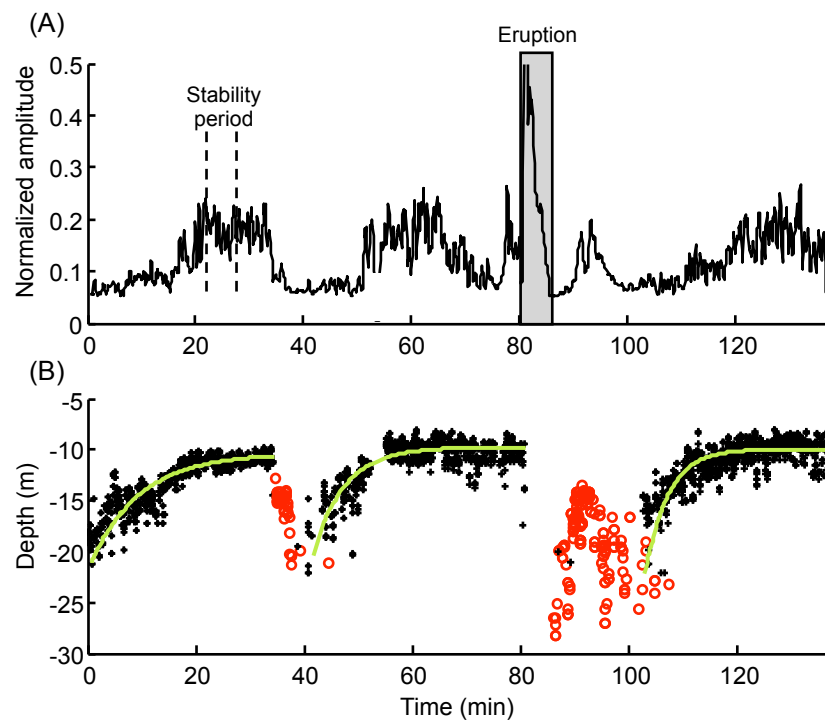 (A)
Eruption
Stability
period
Normalized amplitude
0.5
0.4
0.3
0.2
0.1
0
0 20 40 60 80 100 120
(B)
Depth (m)
-5
-10
-15
-20
-25
-30
0 20 40 60 80 100 120
Time (min)